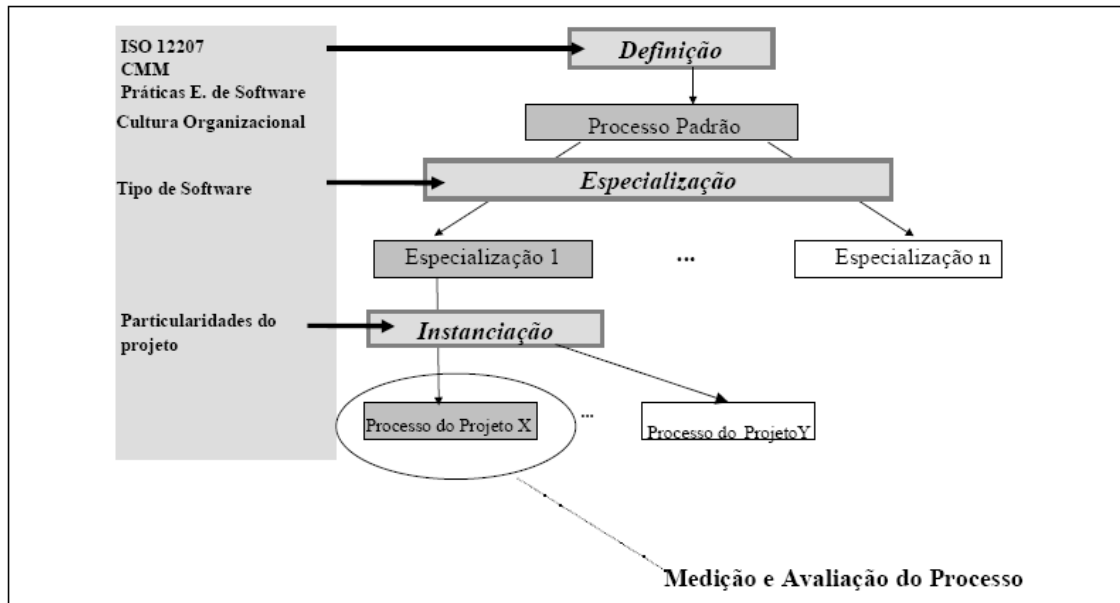 ISO 12207
CMM
Práticas E. de Software
Cultura Organizacional
Definição
Processo Padrão
Tipo de Software
Especialização
Especialização 1
...
Especialização n
Particularidades do
projeto
Instanciação
Processo do Projeto X
...
Processo do ProjetoY
Medição e Avaliação do Processo